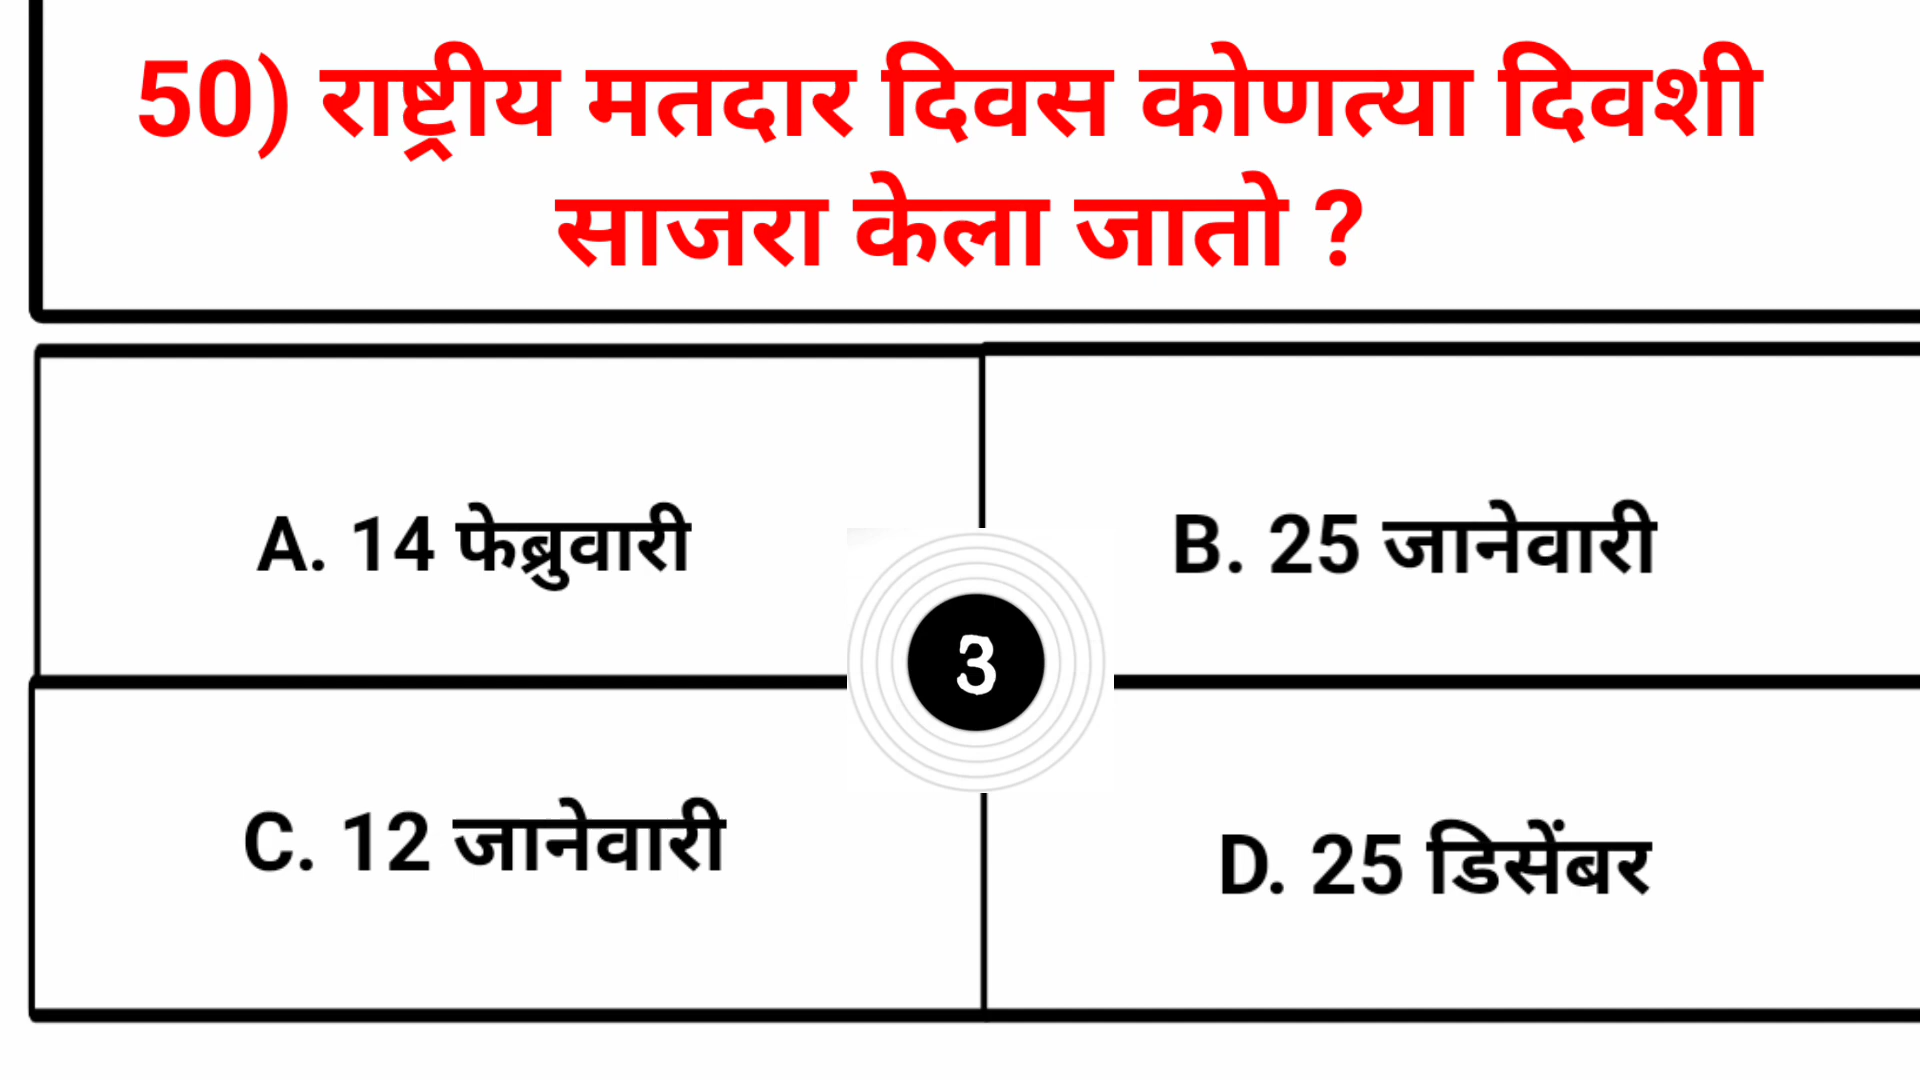 50) राष्ट्रीय मतदार दिवस कोणत्या दिवशी
साजरा केला जातो ?
A. 14 फेब्रुवारी
B. 25 जानेवारी
3
C. 12 जानेवारी
D. 25 डिसेंबर